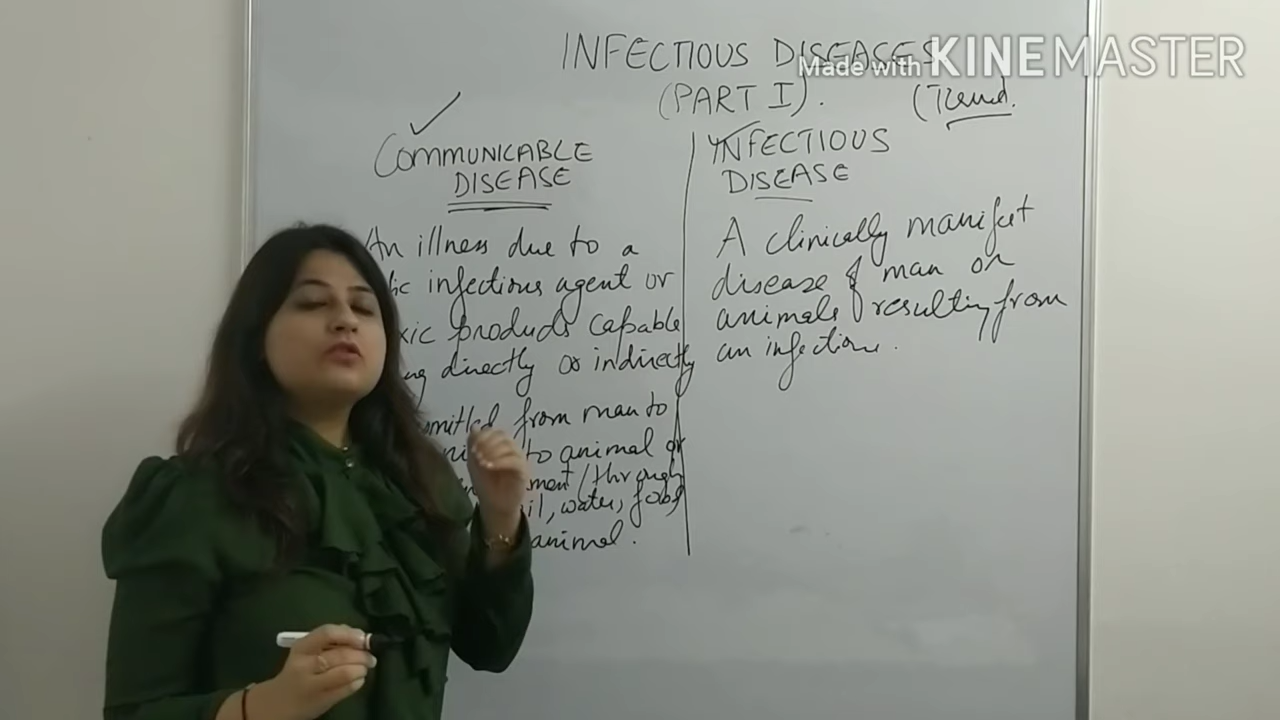 INFECTIOUS DISEASES
Made with KINEMASTER
(PART I). (Trend.
COMMUNICABLE
DISEASE
An illness due to a
infectious agent or
products capable
directly or indirectly
from man to
to animal or
/through
water, food,
animal.
INFECTIOUS
DISEASE
A clinically manifest
disease of man or
animals resulting from
an infection.